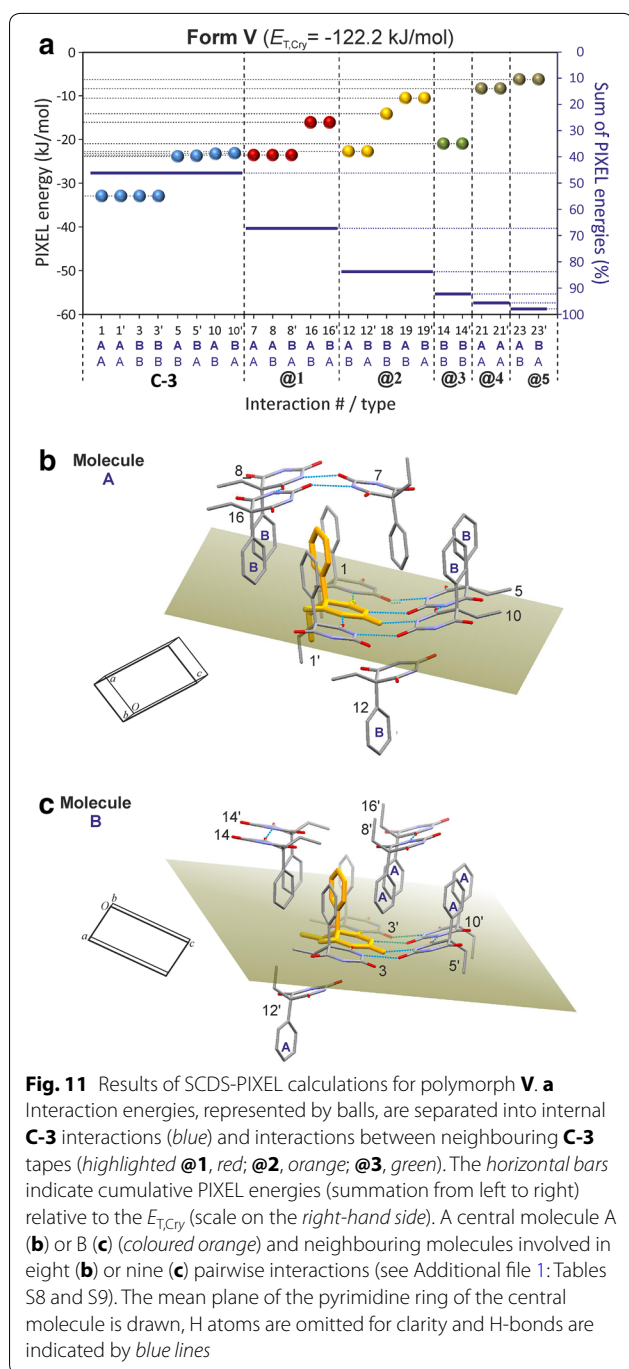 a
Form V (E_T,Cry = -122.2 kJ/mol)
PIXEL energy (kJ/mol)
0
-10
-20
-30
-40
-50
-60
0
10
20
30
40
50
60
70
80
90
100
Sum of PIXEL energies (%)
1 1' 3 3' 5 5' 10 10' 7 8 8' 16 16' 12 12' 18 19 19' 14 14' 21 21' 23 23'
A A B B A B A B A A B A B A B B A B B B A A A B
A A B B B A B A A B A B A B A B B A B B A A B A
C-3 @1 @2 @3 @4 @5
Interaction # / type
b Molecule
A
8
7
16
B
B
B
B
1
5
10
1'
12
B
a
b
O
c
c Molecule
B
14'
14
16'
8'
A
A
A
A
3'
10'
3
5'
12'
A
b
O
a
c
Fig. 11 Results of SCDS-PIXEL calculations for polymorph V. a
Interaction energies, represented by balls, are separated into internal
C-3 interactions (blue) and interactions between neighbouring C-3
tapes (highlighted @1, red; @2, orange; @3, green). The horizontal bars
indicate cumulative PIXEL energies (summation from left to right)
relative to the E_T,Cry (scale on the right-hand side). A central molecule A
(b) or B (c) (coloured orange) and neighbouring molecules involved in
eight (b) or nine (c) pairwise interactions (see Additional file 1: Tables
S8 and S9). The mean plane of the pyrimidine ring of the central
molecule is drawn, H atoms are omitted for clarity and H-bonds are
indicated by blue lines